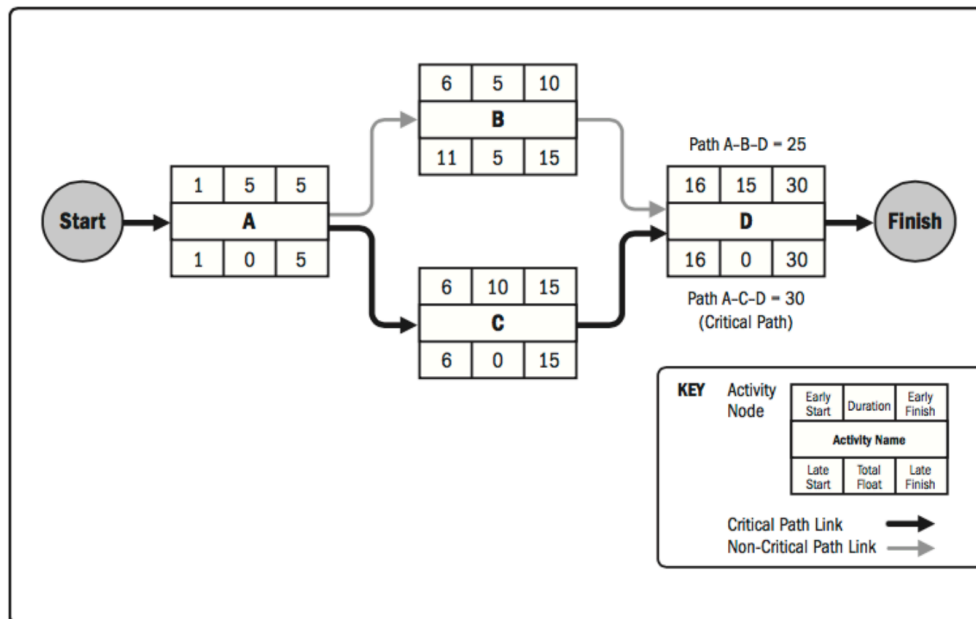 6 5 10
B
11 5 15
Path A-B-D = 25
1 5 5
16 15 30
Start
A
D
Finish
1 0 5
16 0 30
6 10 15
C
6 0 15
Path A-C-D = 30
(Critical Path)
KEY Activity
Node
Early
Start
Duration
Early
Finish
Activity Name
Late
Start
Total
Float
Late
Finish
Critical Path Link
Non-Critical Path Link